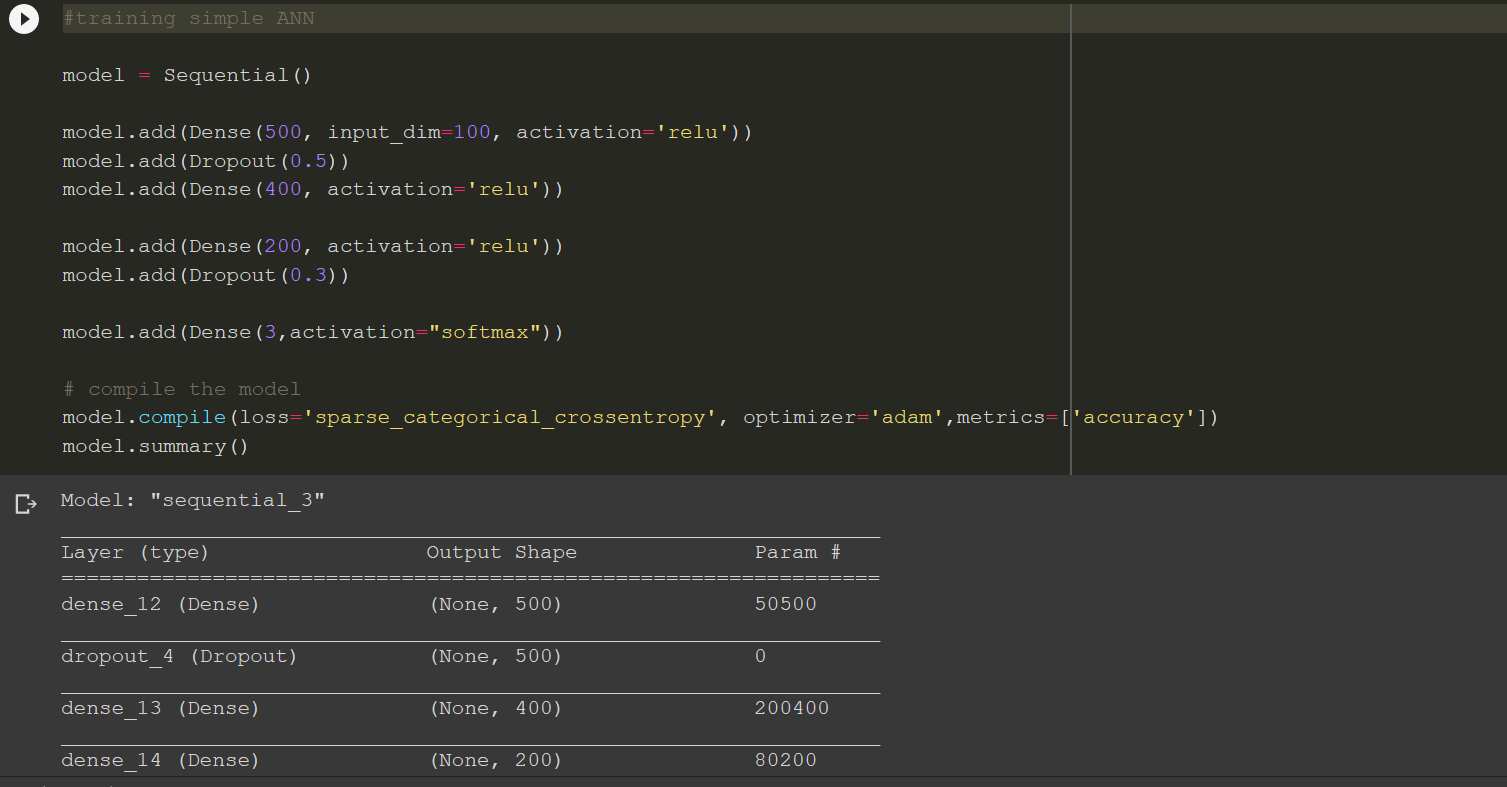 #training simple ANN
model = Sequential()
model.add(Dense(500, input_dim=100, activation='relu'))
model.add(Dropout(0.5))
model.add(Dense(400, activation='relu'))
model.add(Dense(200, activation='relu'))
model.add(Dropout(0.3))
model.add(Dense(3,activation="softmax"))
# compile the model
model.compile(loss='sparse_categorical_crossentropy', optimizer='adam',metrics=['accuracy'])
model.summary()
Model: "sequential_3"
_________________________________________________________________
Layer (type)                 Output Shape              Param #
=================================================================
dense_12 (Dense)             (None, 500)               50500
_________________________________________________________________
dropout_4 (Dropout)          (None, 500)               0
_________________________________________________________________
dense_13 (Dense)             (None, 400)               200400
_________________________________________________________________
dense_14 (Dense)             (None, 200)               80200